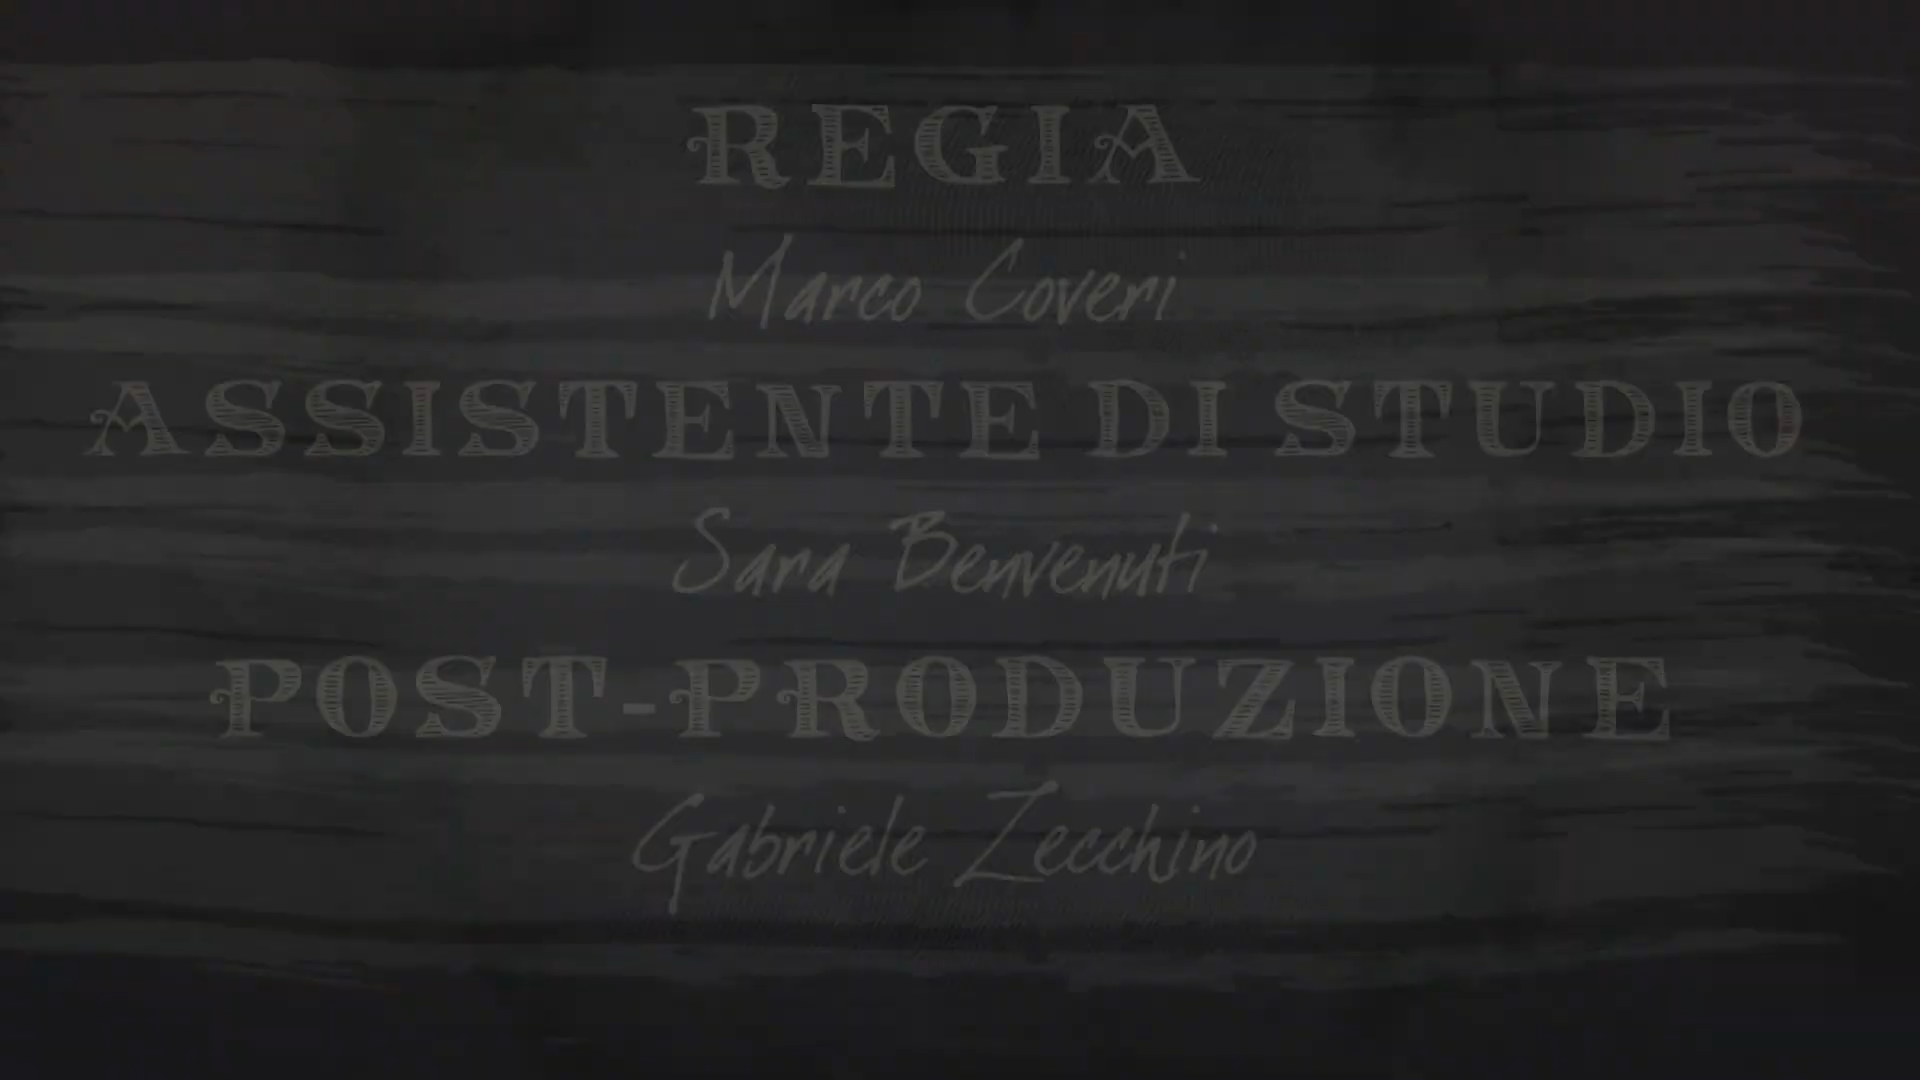 REGIA
Marco Coveri
ASSISTENTE DI STUDIO
Sara Benvenuti
POST-PRODUZIONE
Gabriele Zecchino